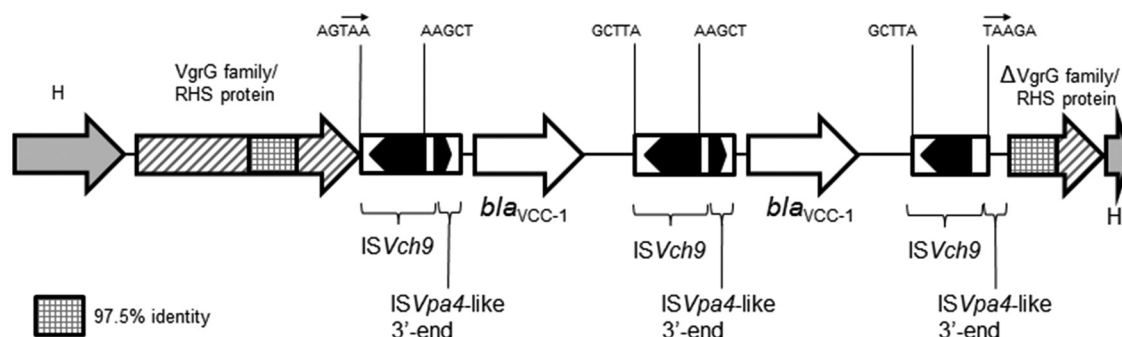 AGTAA AAGCT GCTTA AAGCT GCTTA TAAGA
VgrG family/
RHS protein
ΔVgrG family/
RHS protein
H
blaVCC-1 blaVCC-1
H
ISVch9 ISVch9 ISVch9
ISVpa4-like
3'-end
ISVpa4-like
3'-end
ISVpa4-like
3'-end
97.5% identity